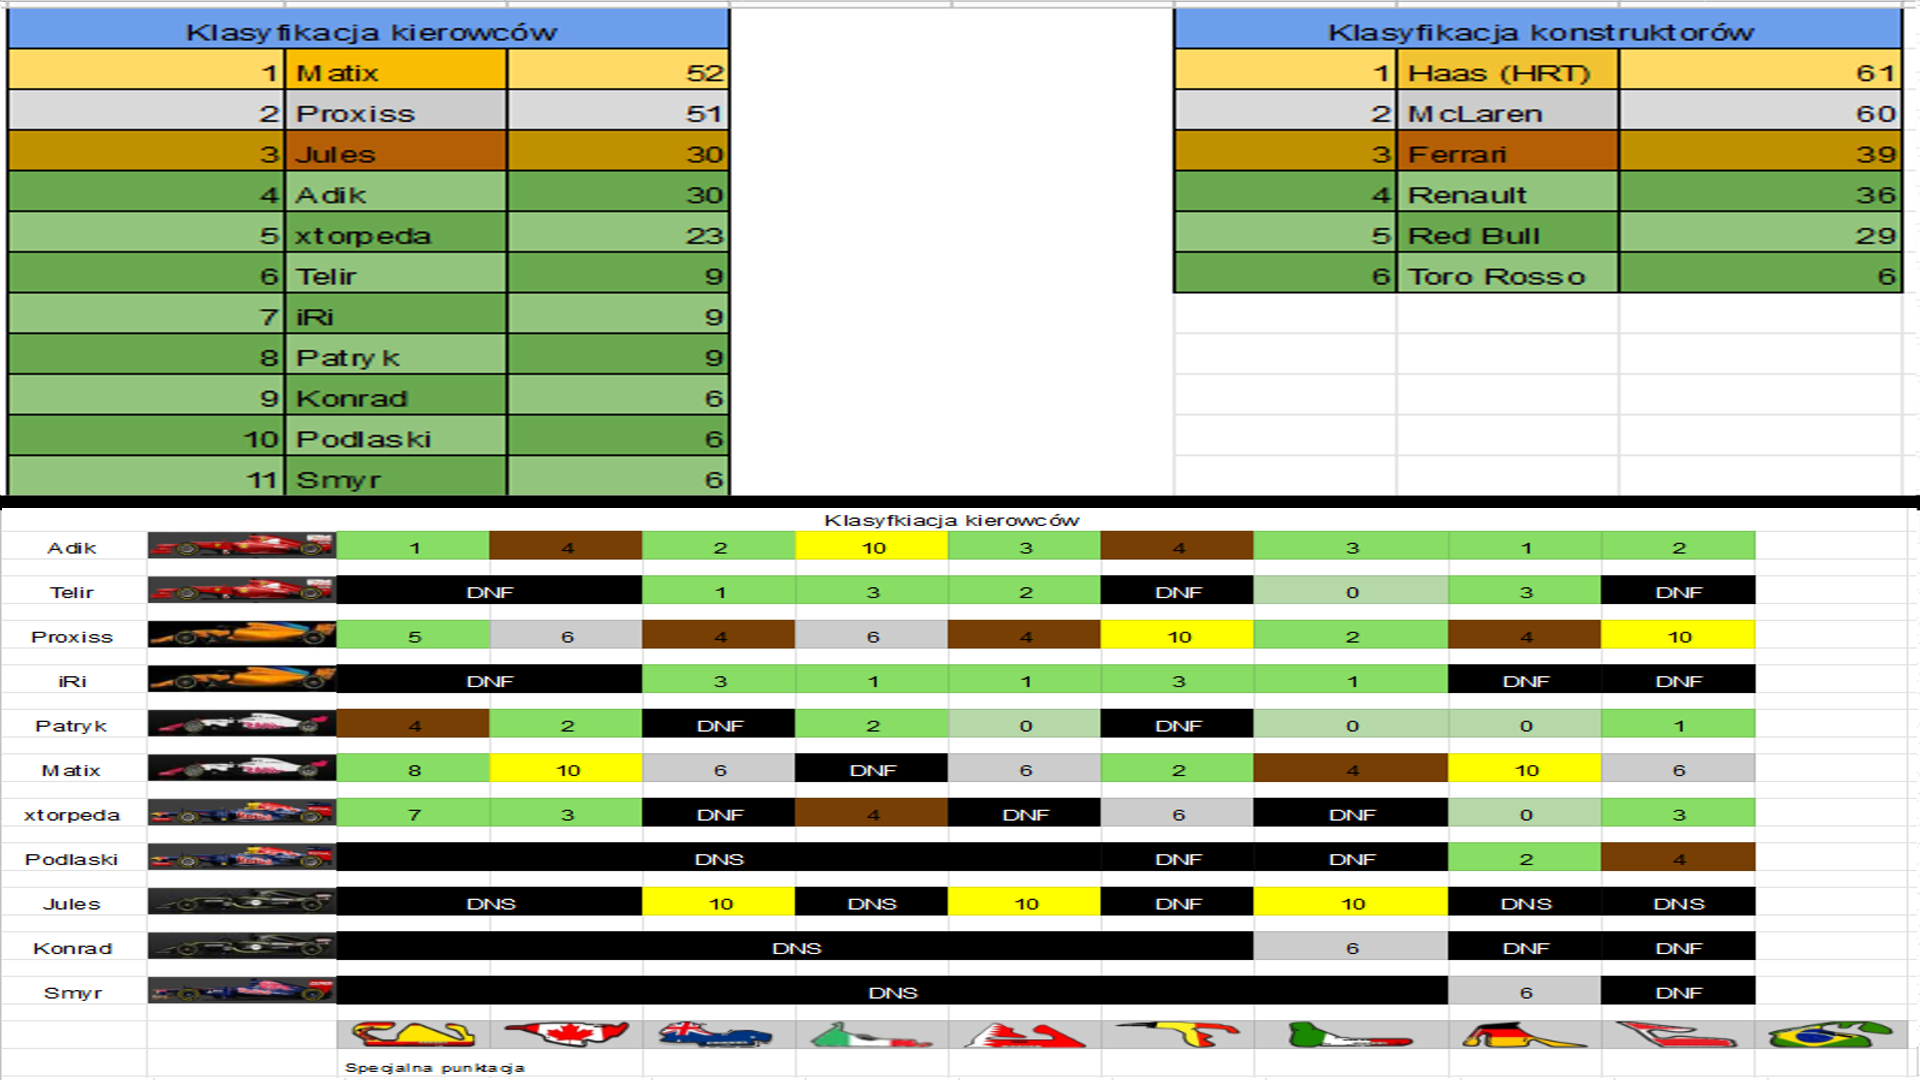 Klasyfikacja kierowców
1 Matix 52
2 Proxiss 51
3 Jules 30
4 Adik 30
5 xtorpeda 23
6 Telir 9
7 iRi 9
8 Patryk 9
9 Konrad 6
10 Podlaski 6
11 Smyr 6
Klasyfikacja konstruktorów
1 Haas (HRT) 61
2 McLaren 60
3 Ferrari 39
4 Renault 36
5 Red Bull 29
6 Toro Rosso 6
Klasyfkiacja kierowców
Adik 1 4 2 10 3 4 3 1 2
Telir DNF 1 3 2 DNF 0 3 DNF
Proxiss 5 6 4 6 4 10 2 4 10
iRi DNF 3 1 1 3 1 DNF DNF
Patryk 4 2 DNF 2 0 DNF 0 0 1
Matix 8 10 6 DNF 6 2 4 10 6
xtorpeda 7 3 DNF 4 DNF 6 DNF 0 3
Podlaski DNS DNF DNF 2 4
Jules DNS 10 DNS 10 DNF 10 DNS DNS
Konrad DNS 6 DNF DNF
Smyr DNS 6 DNF
Specjalna punktacja